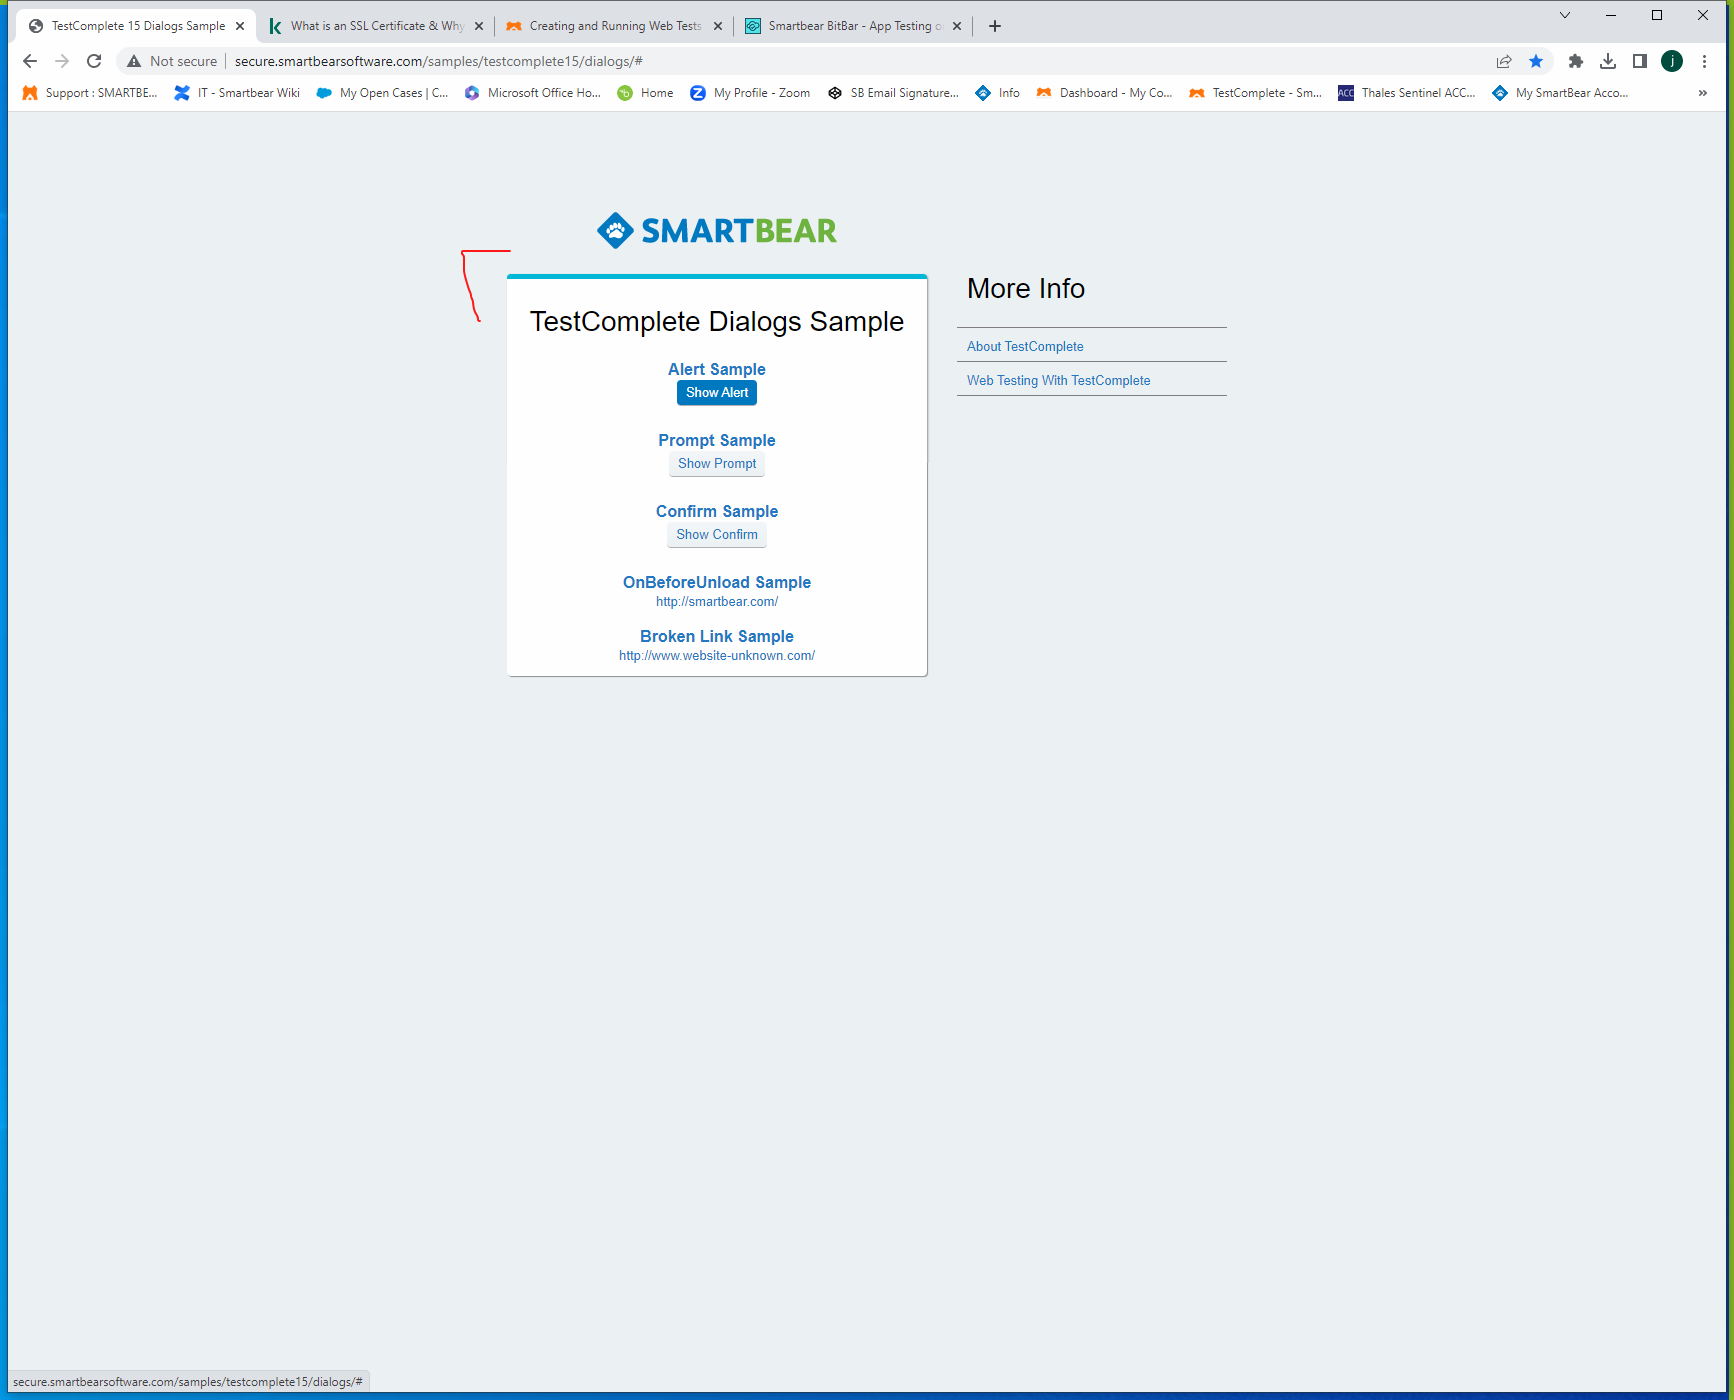 TestComplete 15 Dialogs Sample
What is an SSL Certificate & Why
Creating and Running Web Tests
Smartbear BitBar - App Testing o
Not secure
secure.smartbearsoftware.com/samples/testcomplete15/dialogs/#
j
Support : SMARTBE...
IT - Smartbear Wiki
My Open Cases | C...
Microsoft Office Ho...
Home
My Profile - Zoom
SB Email Signature...
Info
Dashboard - My Co...
TestComplete - Sm...
ACC
Thales Sentinel ACC...
My SmartBear Acco...
»
SMARTBEAR
TestComplete Dialogs Sample
Alert Sample
Show Alert
Prompt Sample
Show Prompt
Confirm Sample
Show Confirm
OnBeforeUnload Sample
http://smartbear.com/
Broken Link Sample
http://www.website-unknown.com/
More Info
About TestComplete
Web Testing With TestComplete
secure.smartbearsoftware.com/samples/testcomplete15/dialogs/#